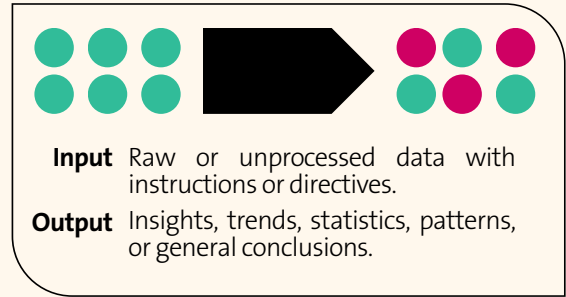 Input Raw or unprocessed data with
instructions or directives.
Output Insights, trends, statistics, patterns,
or general conclusions.